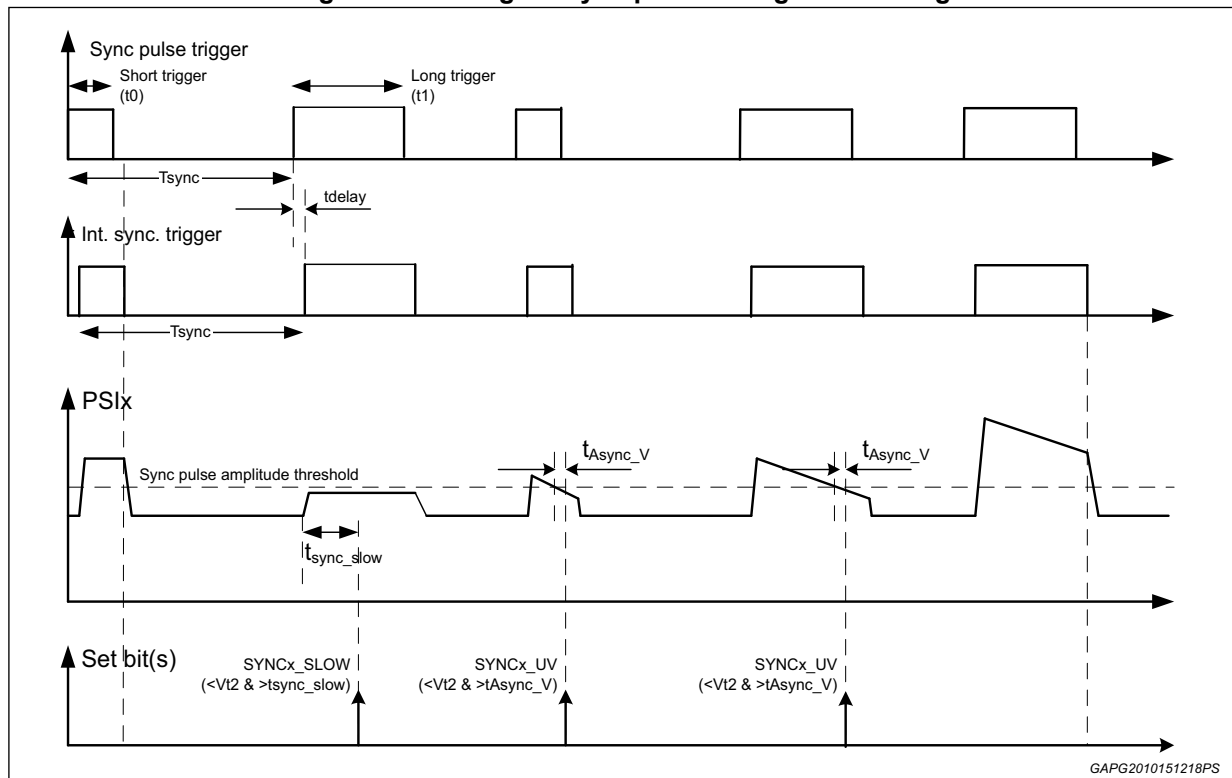 Sync pulse trigger
Short trigger
(t0)
Long trigger
(t1)
Tsync
tdelay
Int. sync. trigger
Tsync
PSIx
Sync pulse amplitude threshold
tAsync_V
tAsync_V
tsync_slow
Set bit(s)
SYNCx_SLOW
(<Vt2 & >tsync_slow)
SYNCx_UV
(<Vt2 & >tAsync_V)
SYNCx_UV
(<Vt2 & >tAsync_V)
GAPG2010151218PS